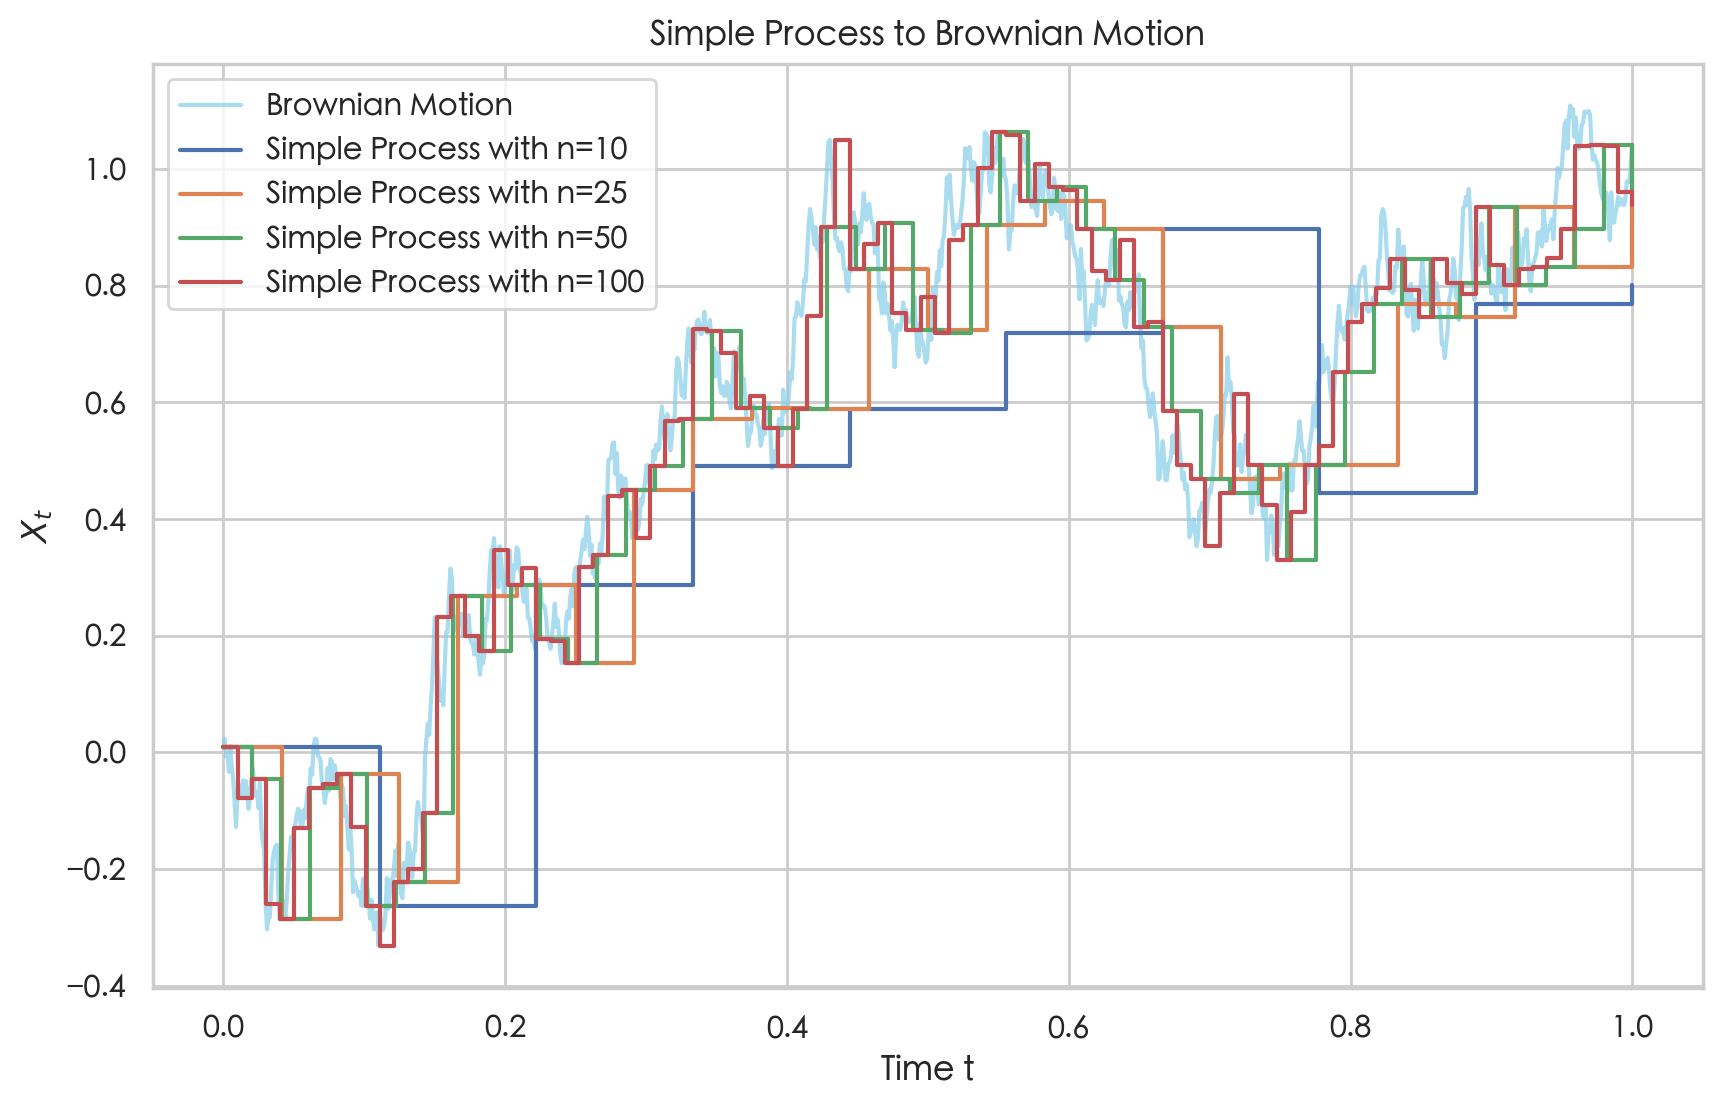 Simple Process to Brownian Motion
Brownian Motion
Simple Process with n=10
Simple Process with n=25
Simple Process with n=50
Simple Process with n=100
1.0
0.8
0.6
0.4
0.2
0.0
−0.2
−0.4
X_t
0.0 0.2 0.4 0.6 0.8 1.0
Time t